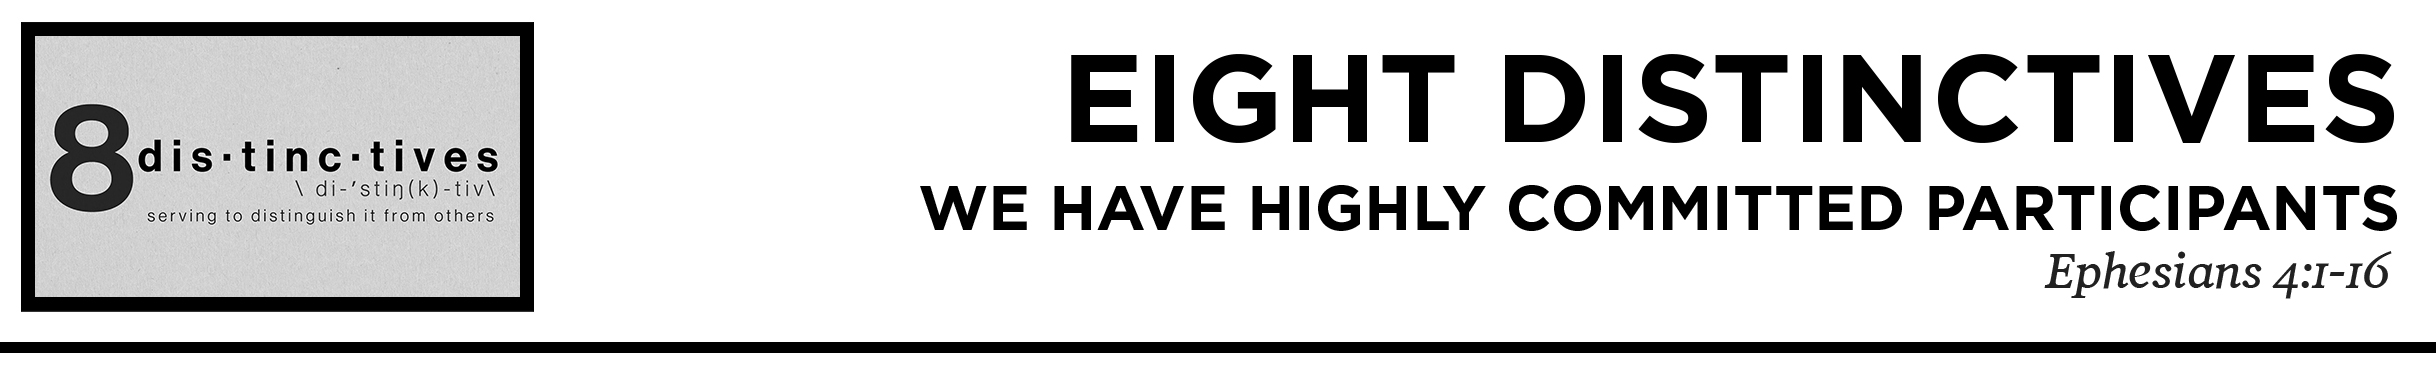 8 dis·tinc·tives
\ di-'stiŋ(k)-tiv\
serving to distinguish it from others
EIGHT DISTINCTIVES
WE HAVE HIGHLY COMMITTED PARTICIPANTS
Ephesians 4:1-16